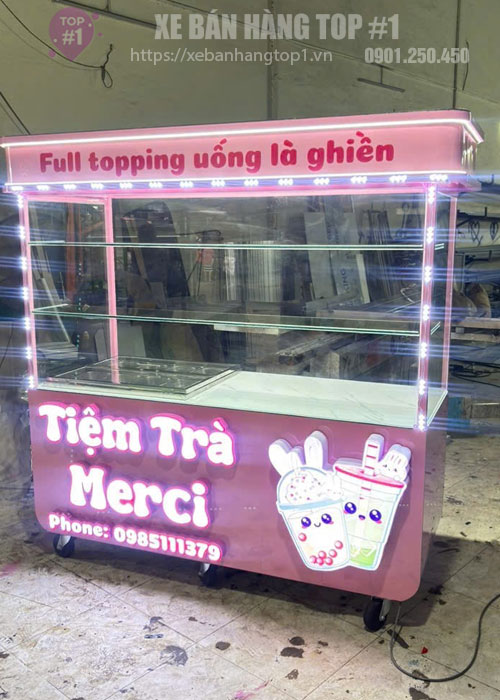 TOP
#1
XE BÁN HÀNG TOP #1
https://xebanhangtop1.vn
0901.250.450
Full topping uống là ghiền
Tiệm Trà
Merci
Phone: 0985111379